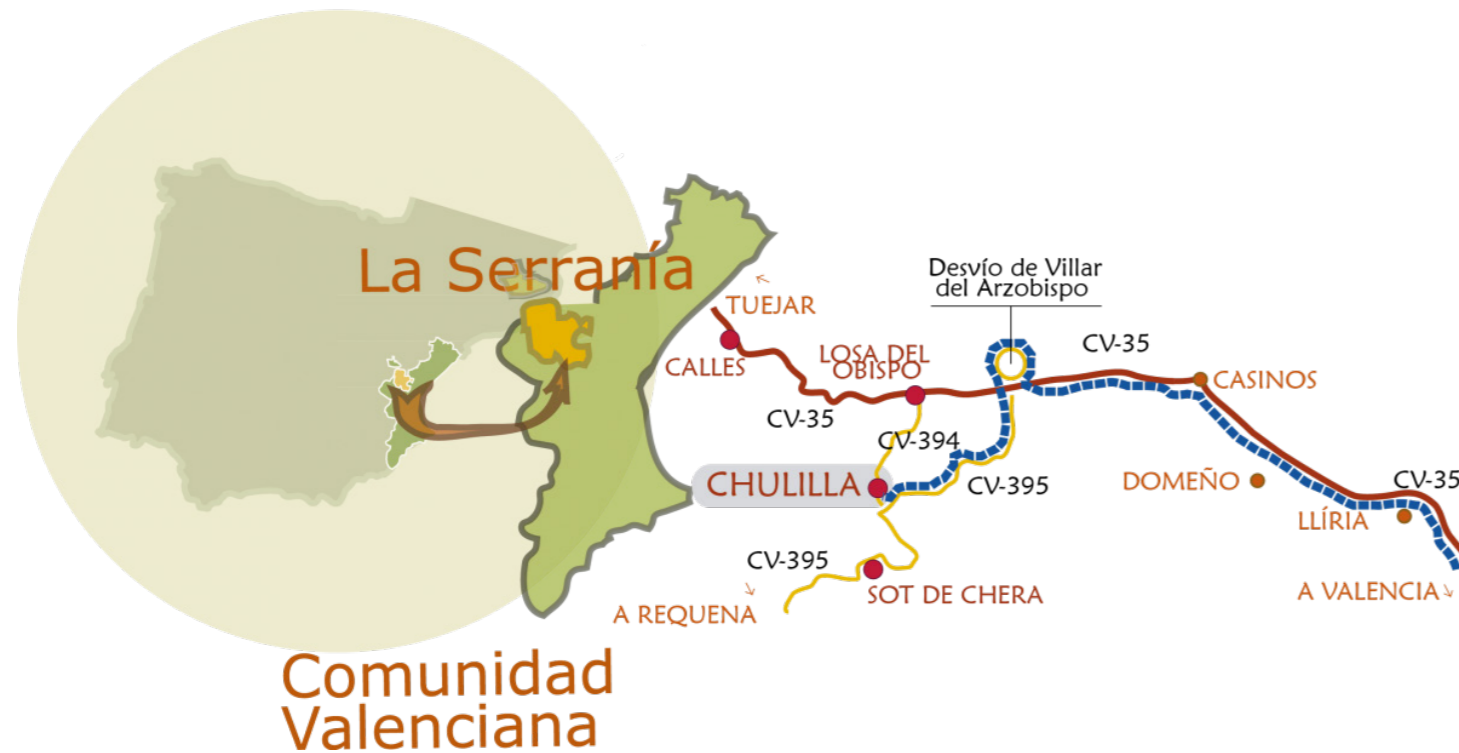 La Serranía
Comunidad
Valenciana
TUEJAR
CALLES
CV-35
LOSA DEL
OBISPO
CV-394
Desvío de Villar
del Arzobispo
CV-35
CASINOS
CHULILLA
CV-395
DOMEÑO
CV-35
LLÍRIA
CV-395
SOT DE CHERA
A REQUENA
A VALENCIA